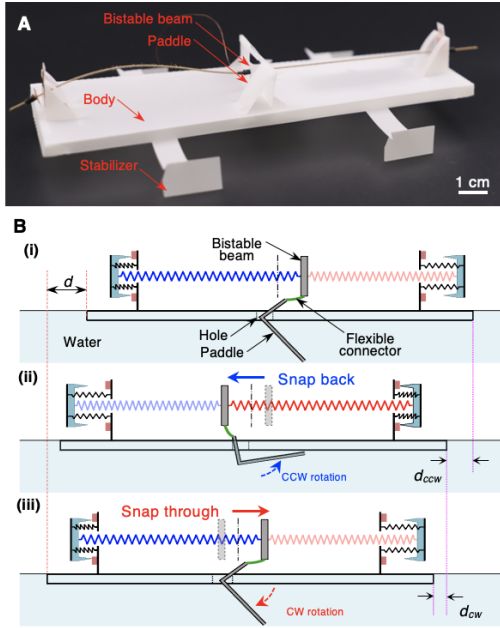 A
Bistable beam
Paddle
Body
Stabilizer
1 cm
B
(i)
Bistable
beam
d
Hole
Paddle
Flexible
connector
Water
(ii)
Snap back
CCW rotation
dCCW
(iii)
Snap through
CW rotation
dCW